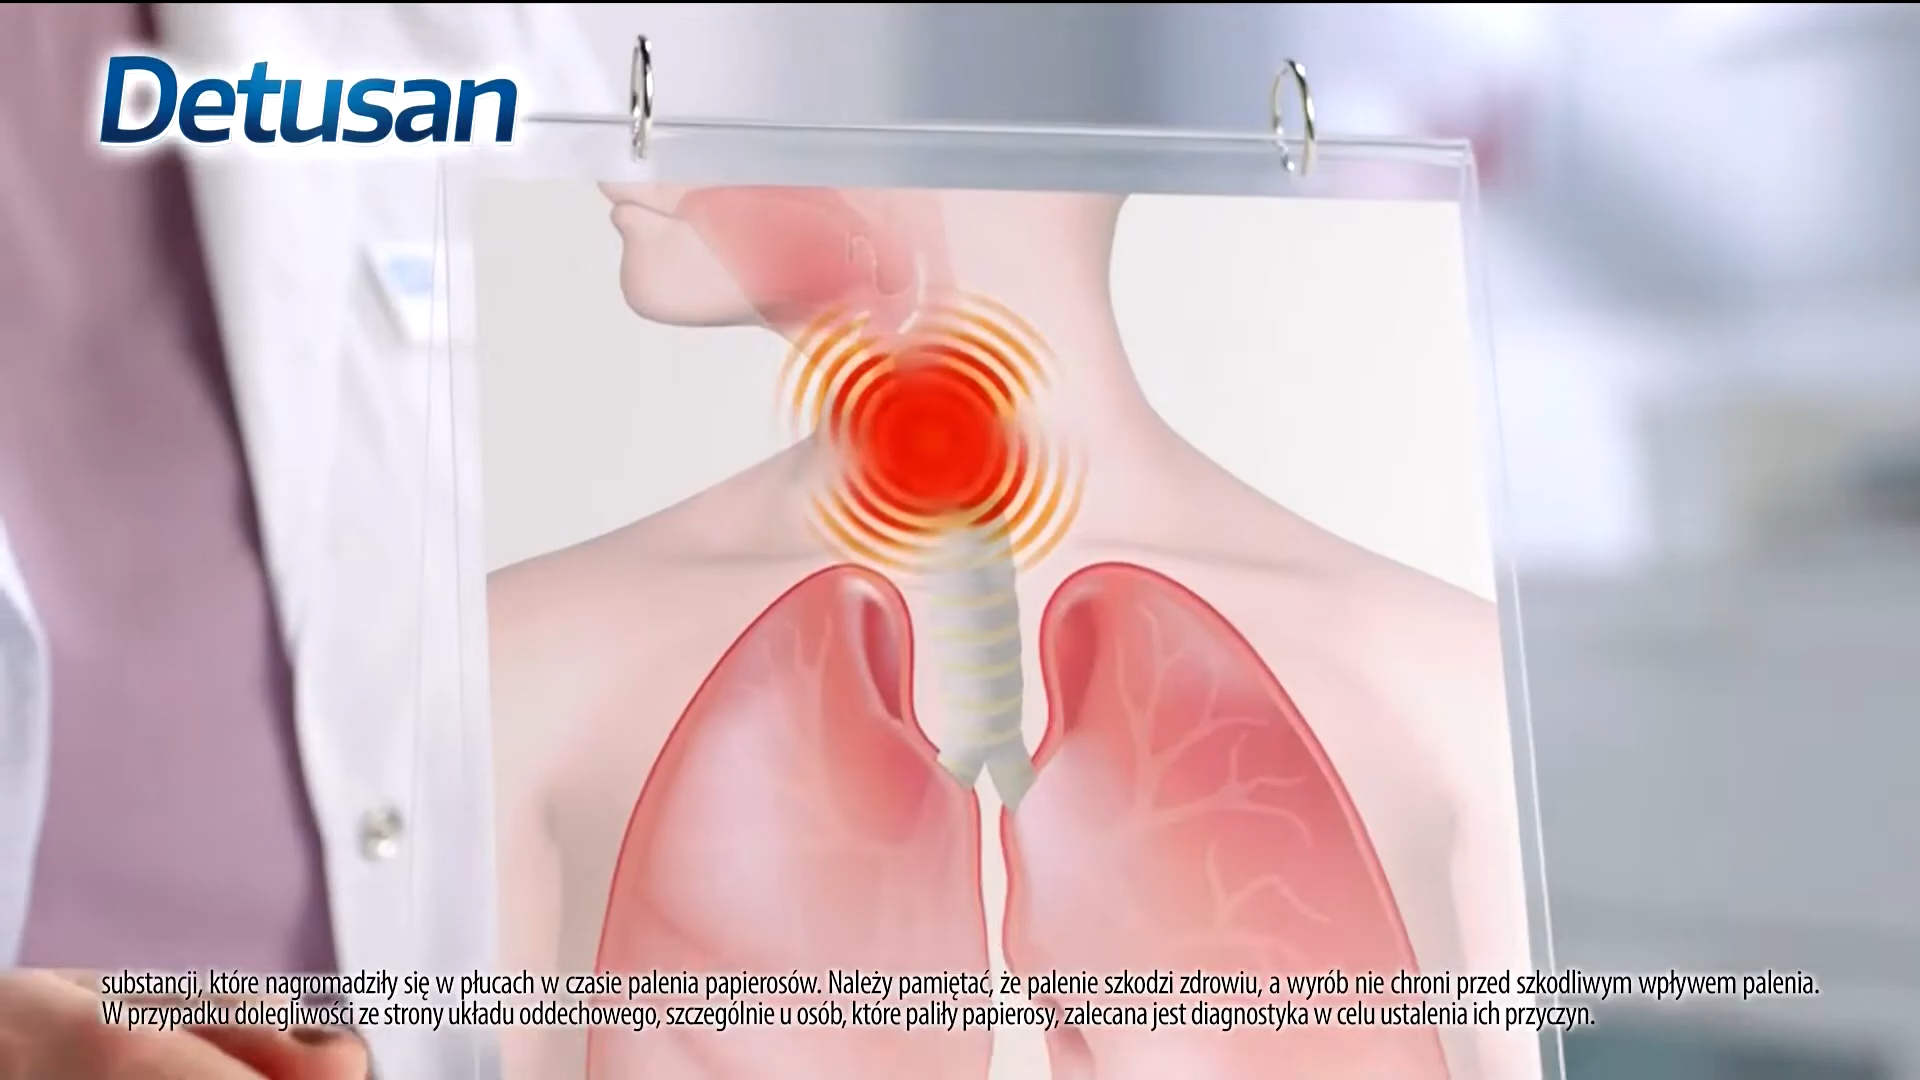 Detusan
substancji, które nagromadziły się w płucach w czasie palenia papierosów. Należy pamiętać, że palenie szkodzi zdrowiu, a wyrób nie chroni przed szkodliwym wpływem palenia.
W przypadku dolegliwości ze strony układu oddechowego, szczególnie u osób, które paliły papierosy, zalecana jest diagnostyka w celu ustalenia ich przyczyn.